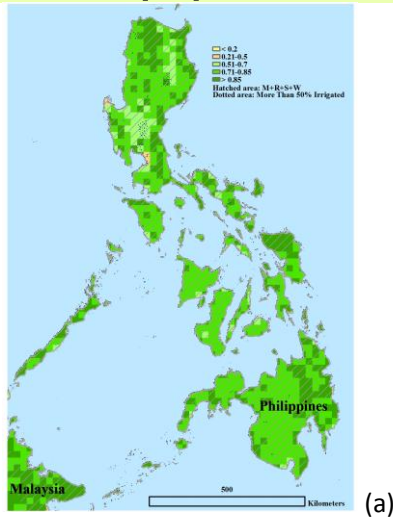 < 0.2
0.21-0.5
0.51-0.7
0.71-0.85
> 0.85
Hatched area: M+R+S+W
Dotted area: More Than 50% Irrigated
Philippines
Malaysia
500
Kilometers
(a)